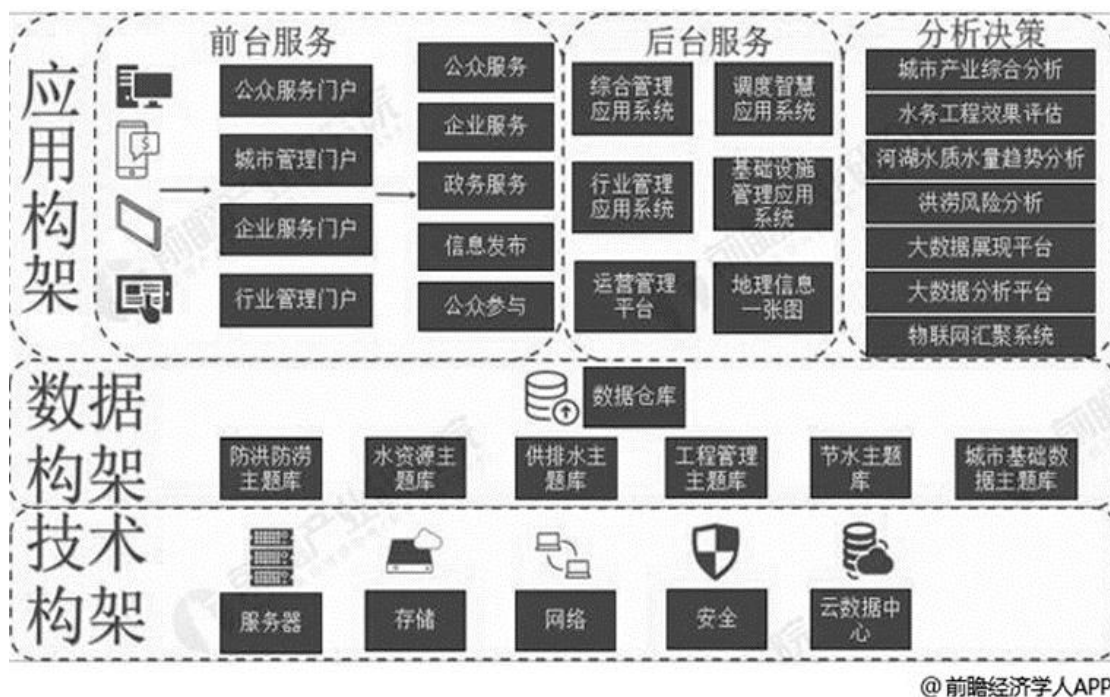 应
用
构
架
前台服务
公众服务门户
城市管理门户
企业服务门户
行业管理门户
公众服务
企业服务
政务服务
信息发布
公众参与
后台服务
综合管理
应用系统
调度智慧
应用系统
行业管理
应用系统
基础设施
管理应用
系统
运营管理
平台
地理信息
一张图
分析决策
城市产业综合分析
水务工程效果评估
河湖水质水量趋势分析
洪涝风险分析
大数据展现平台
大数据分析平台
物联网汇聚系统
数据
构架
数据仓库
防洪防涝
主题库
水资源主
题库
供排水主
题库
工程管理
主题库
节水主题
库
城市基础数
据主题库
技术
构架
服务器
存储
网络
安全
云数据中
心
@前瞻经济学人APP